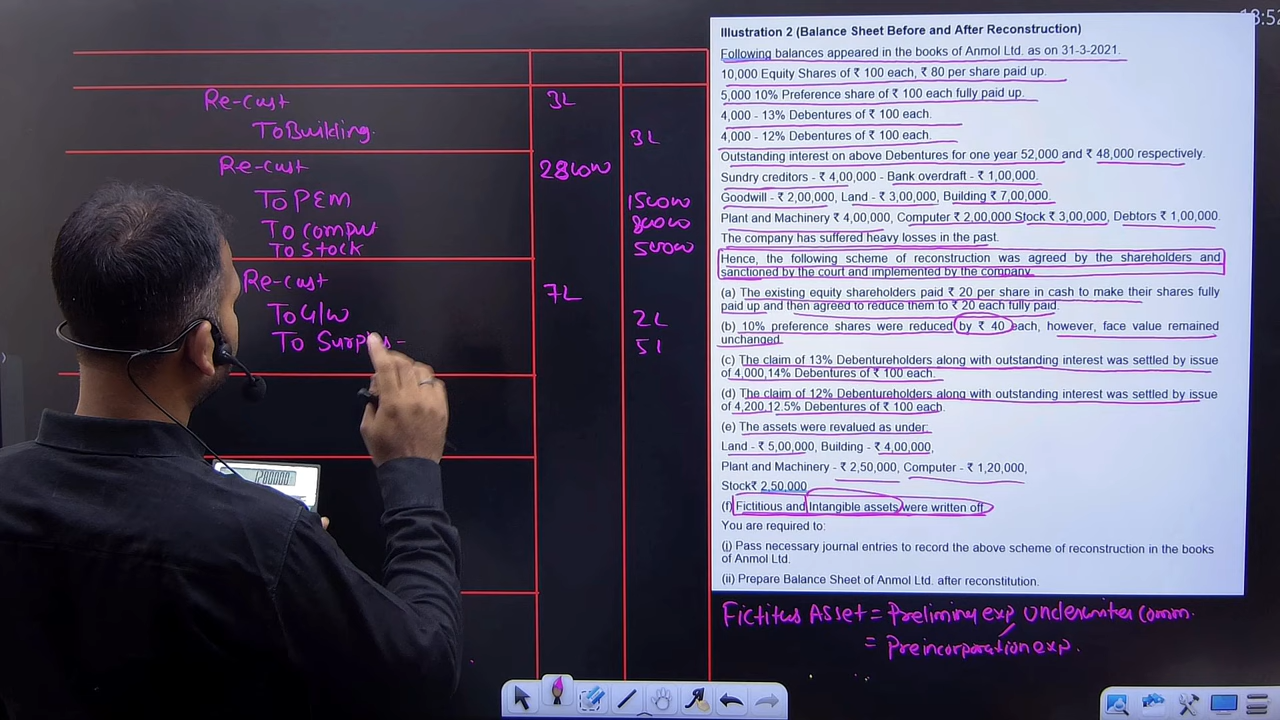 18:52
Re-cust 3L
To Building. 3L
Re-cust 280000
To P&M 150000
To comput 80000
To Stock 50000
Re-cust 7L
To G/W 2L
To Surplus - 5L
1280000
Illustration 2 (Balance Sheet Before and After Reconstruction)
Following balances appeared in the books of Anmol Ltd. as on 31-3-2021.
10,000 Equity Shares of ₹ 100 each, ₹ 80 per share paid up.
5,000 10% Preference share of ₹ 100 each fully paid up.
4,000 - 13% Debentures of ₹ 100 each.
4,000 - 12% Debentures of ₹ 100 each.
Outstanding interest on above Debentures for one year 52,000 and ₹ 48,000 respectively.
Sundry creditors - ₹ 4,00,000 - Bank overdraft - ₹ 1,00,000.
Goodwill - ₹ 2,00,000, Land - ₹ 3,00,000, Building ₹ 7,00,000.
Plant and Machinery ₹ 4,00,000, Computer ₹ 2,00,000 Stock ₹ 3,00,000, Debtors ₹ 1,00,000.
The company has suffered heavy losses in the past.
Hence, the following scheme of reconstruction was agreed by the shareholders and
sanctioned by the court and implemented by the company.
(a) The existing equity shareholders paid ₹ 20 per share in cash to make their shares fully
paid up and then agreed to reduce them to ₹ 20 each fully paid.
(b) 10% preference shares were reduced by ₹ 40 each, however, face value remained
unchanged.
(c) The claim of 13% Debentureholders along with outstanding interest was settled by issue
of 4,000,14% Debentures of ₹ 100 each.
(d) The claim of 12% Debentureholders along with outstanding interest was settled by issue
of 4,200,12.5% Debentures of ₹ 100 each.
(e) The assets were revalued as under:
Land - ₹ 5,00,000, Building - ₹ 4,00,000,
Plant and Machinery - ₹ 2,50,000, Computer - ₹ 1,20,000,
Stock₹ 2,50,000
(f) Fictitious and Intangible assets were written off.
You are required to:
(i) Pass necessary journal entries to record the above scheme of reconstruction in the books
of Anmol Ltd.
(ii) Prepare Balance Sheet of Anmol Ltd. after reconstitution.
Fictitus Asset = Preliminy exp underwriter comm.
= Preincorporation exp.